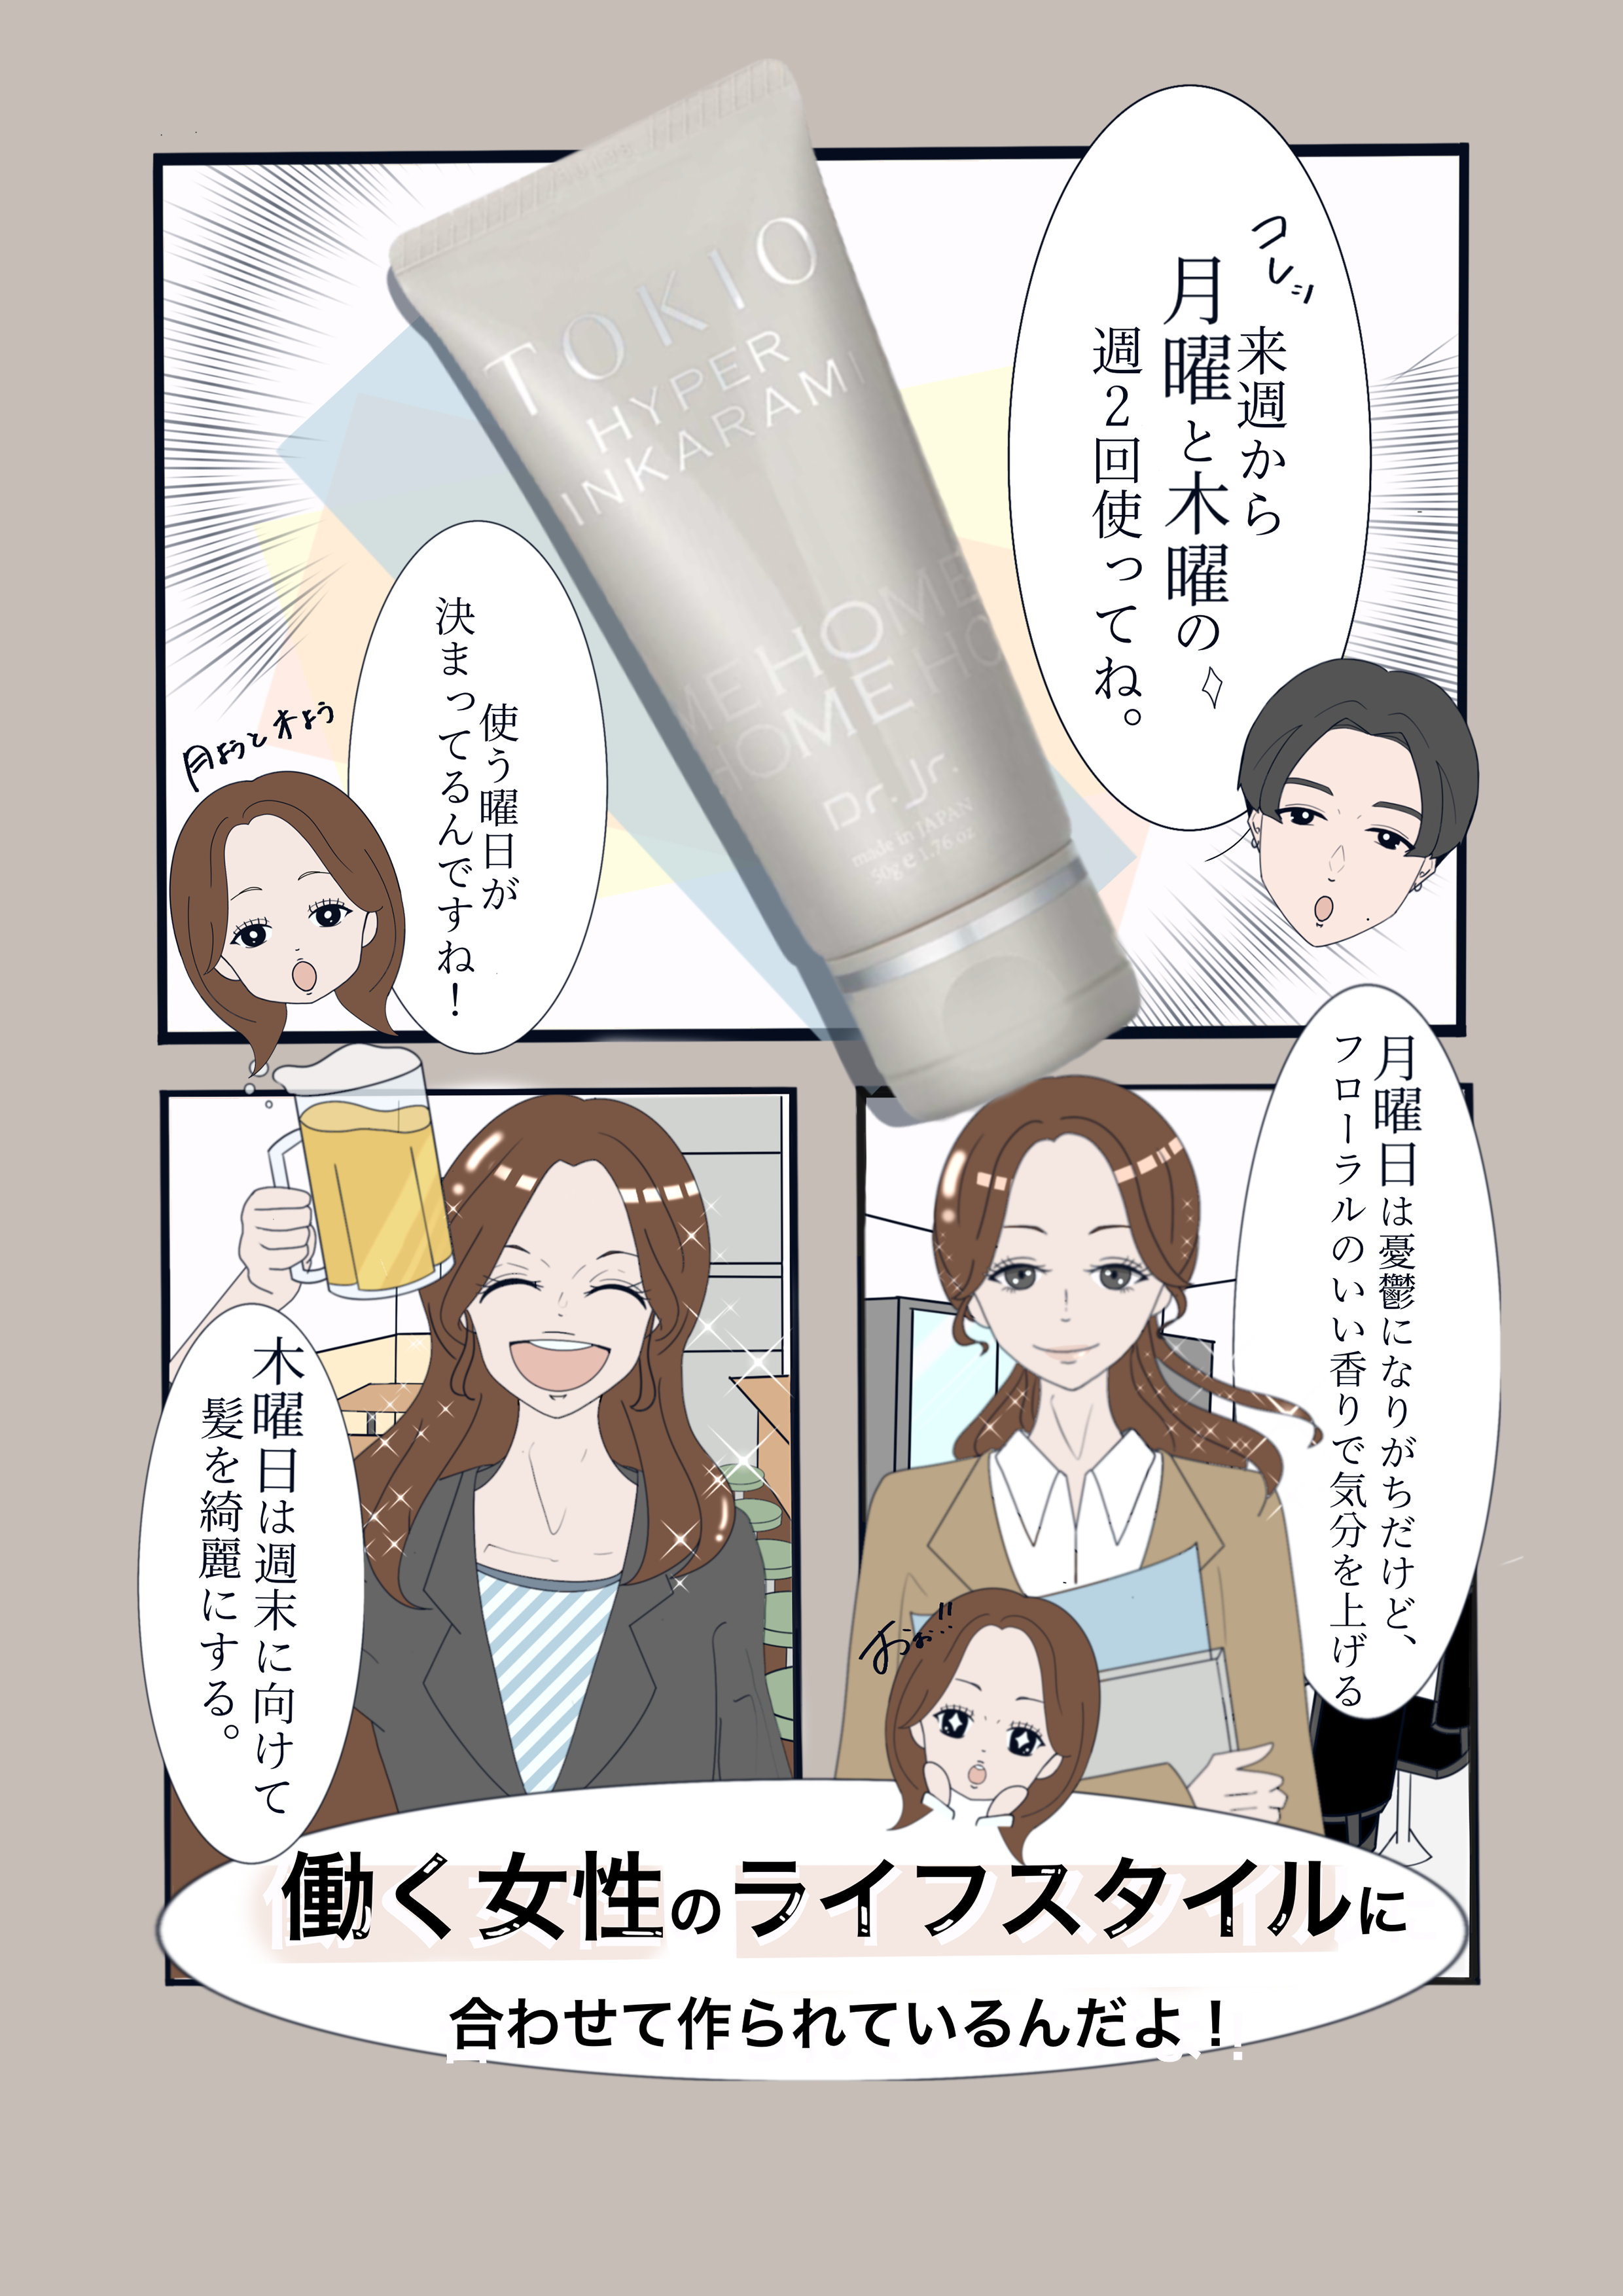 コレ=
来週から
月曜と木曜の
週2回使ってね。
TOKIO
HYPER
INKARAMI
HOME
HOME
Dr.Jr.
made in JAPAN
50g e 1.76 oz
使う曜日が
決まってるんですね!
月ようと木よう
月曜日は憂鬱になりがちだけど、
フローラルのいい香りで気分を上げる
おぉ…!!
木曜日は週末に向けて
髪を綺麗にする。
働く女性のライフスタイルに
合わせて作られているんだよ!